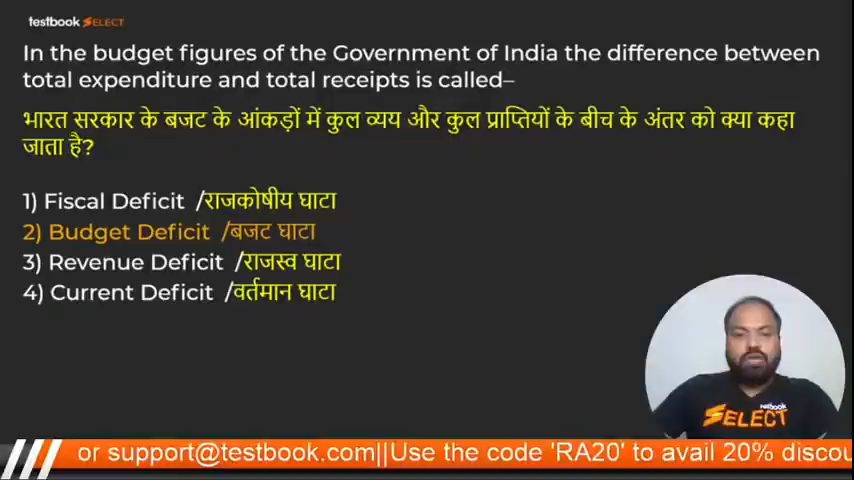 testbook SELECT
In the budget figures of the Government of India the difference between
total expenditure and total receipts is called–
भारत सरकार के बजट के आंकड़ों में कुल व्यय और कुल प्राप्तियों के बीच के अंतर को क्या कहा
जाता है?
1) Fiscal Deficit /राजकोषीय घाटा
2) Budget Deficit /बजट घाटा
3) Revenue Deficit /राजस्व घाटा
4) Current Deficit /वर्तमान घाटा
testbook
SELECT
or support@testbook.com||Use the code 'RA20' to avail 20% discou